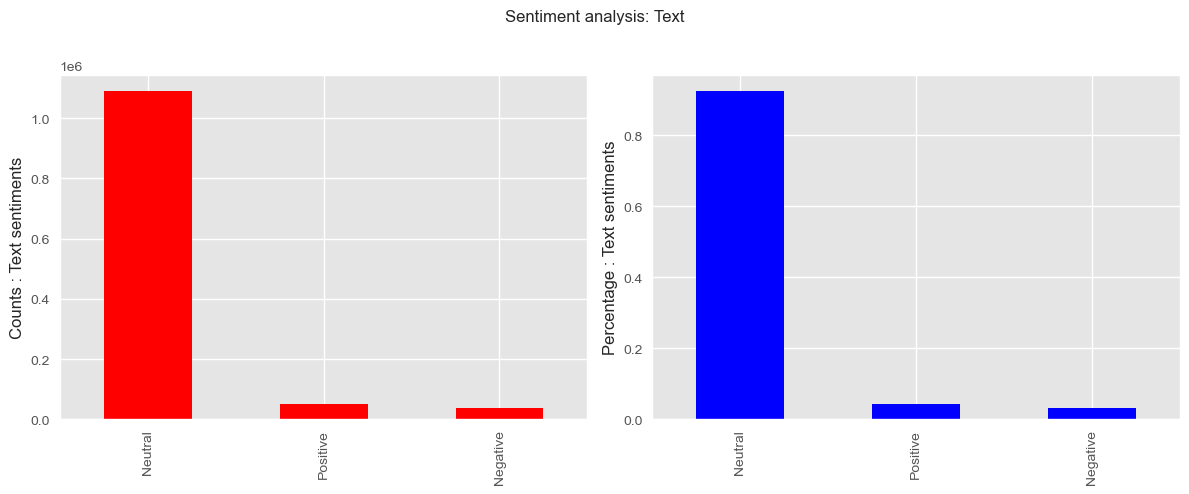 Sentiment analysis: Text
1e6
Counts : Text sentiments
1.0
0.8
0.6
0.4
0.2
0.0
Neutral
Positive
Negative
Percentage : Text sentiments
0.8
0.6
0.4
0.2
0.0
Neutral
Positive
Negative